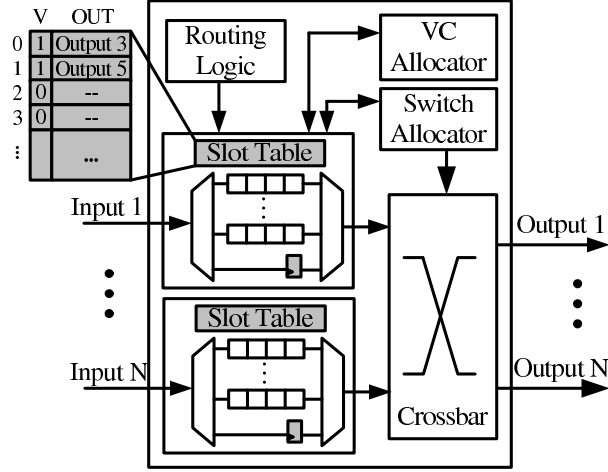 V OUT
0 1 Output 3
1 1 Output 5
2 0 --
3 0 --
... ...
Routing
Logic
VC
Allocator
Switch
Allocator
Slot Table
Input 1
Output 1
Slot Table
Input N
Output N
Crossbar